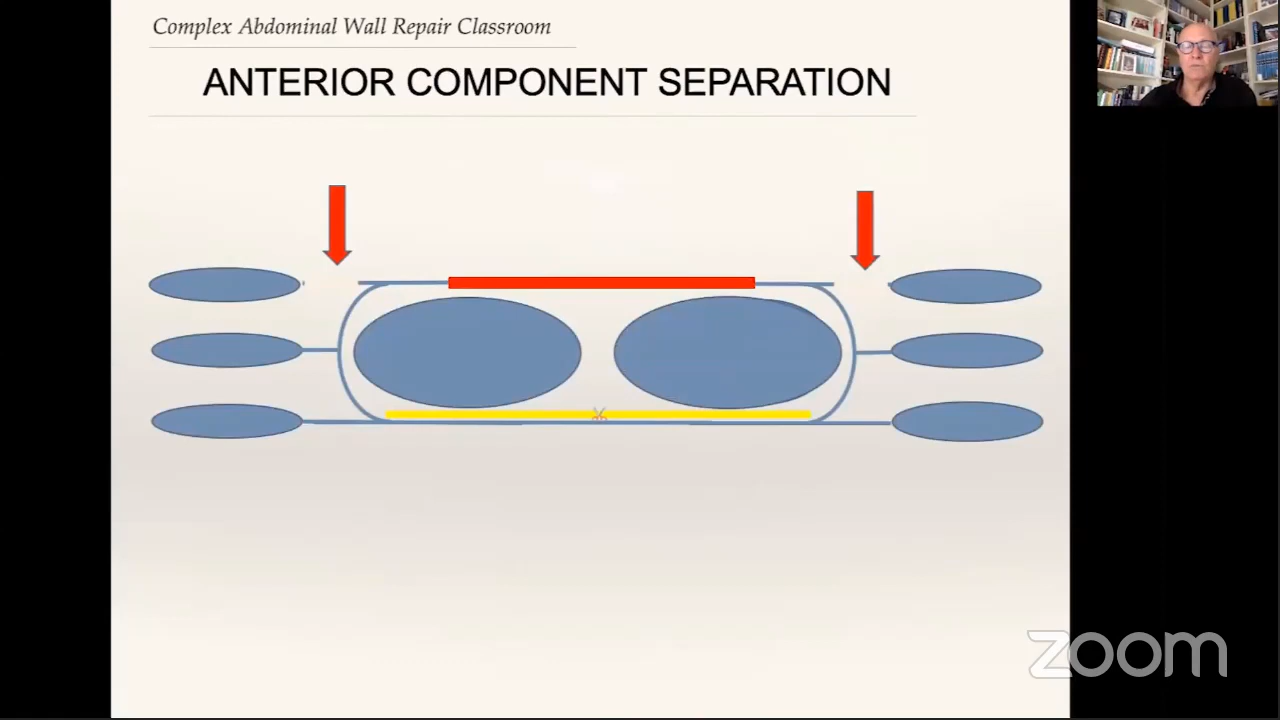 Complex Abdominal Wall Repair Classroom
ANTERIOR COMPONENT SEPARATION
zoom